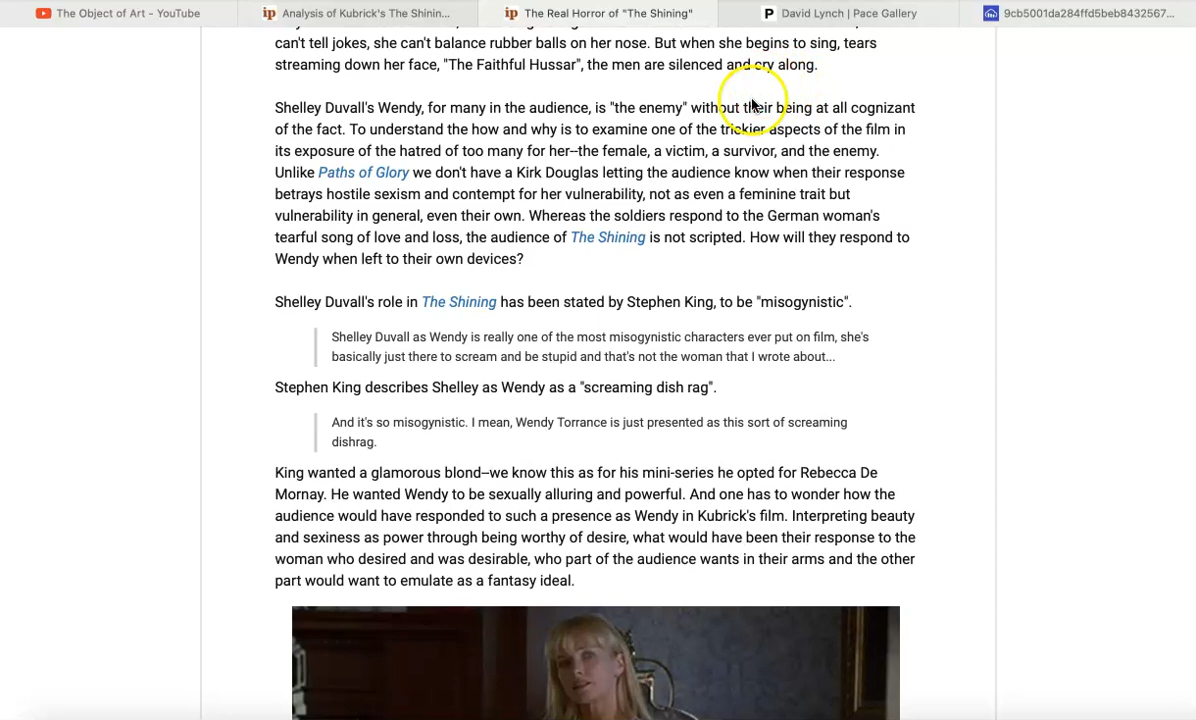 The Object of Art - YouTube
Analysis of Kubrick's The Shinin...
The Real Horror of "The Shining"
David Lynch | Pace Gallery
9cb5001da284ffd5beb8432567...
can't tell jokes, she can't balance rubber balls on her nose. But when she begins to sing, tears
streaming down her face, "The Faithful Hussar", the men are silenced and cry along.
Shelley Duvall's Wendy, for many in the audience, is "the enemy" without their being at all cognizant
of the fact. To understand the how and why is to examine one of the trickier aspects of the film in
its exposure of the hatred of too many for her--the female, a victim, a survivor, and the enemy.
Unlike Paths of Glory we don't have a Kirk Douglas letting the audience know when their response
betrays hostile sexism and contempt for her vulnerability, not as even a feminine trait but
vulnerability in general, even their own. Whereas the soldiers respond to the German woman's
tearful song of love and loss, the audience of The Shining is not scripted. How will they respond to
Wendy when left to their own devices?
Shelley Duvall's role in The Shining has been stated by Stephen King, to be "misogynistic".
Shelley Duvall as Wendy is really one of the most misogynistic characters ever put on film, she's
basically just there to scream and be stupid and that's not the woman that I wrote about...
Stephen King describes Shelley as Wendy as a "screaming dish rag".
And it's so misogynistic. I mean, Wendy Torrance is just presented as this sort of screaming
dishrag.
King wanted a glamorous blond--we know this as for his mini-series he opted for Rebecca De
Mornay. He wanted Wendy to be sexually alluring and powerful. And one has to wonder how the
audience would have responded to such a presence as Wendy in Kubrick's film. Interpreting beauty
and sexiness as power through being worthy of desire, what would have been their response to the
woman who desired and was desirable, who part of the audience wants in their arms and the other
part would want to emulate as a fantasy ideal.